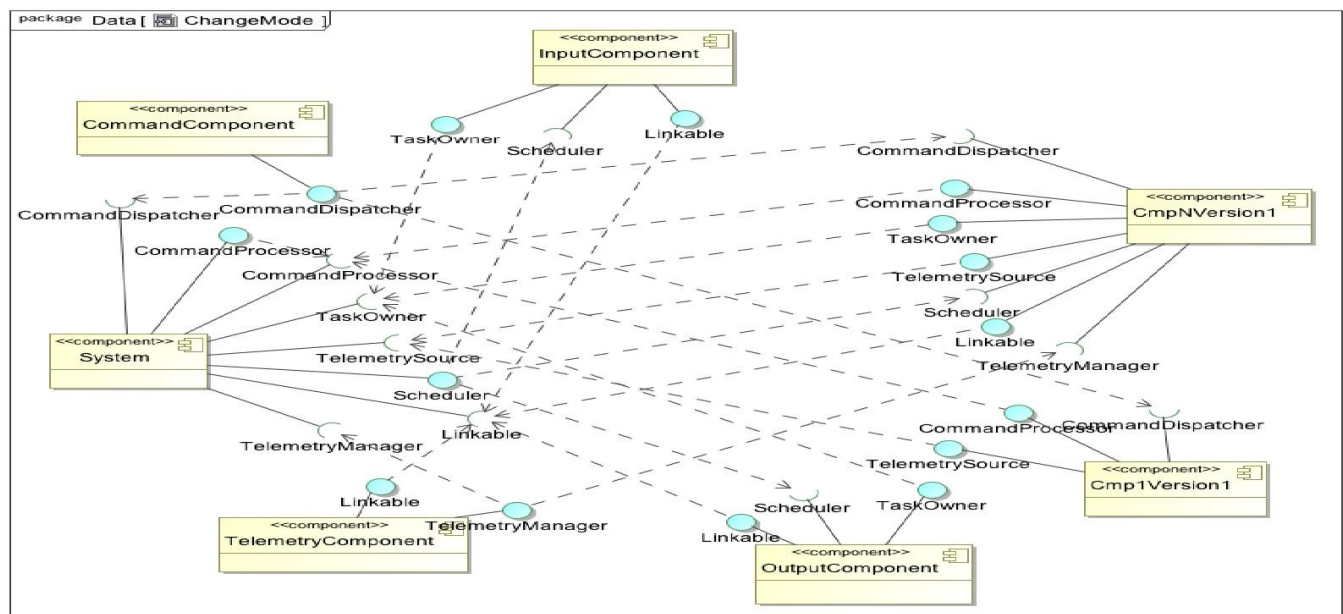 package Data [ ChangeMode ]
<<component>>
InputComponent
<<component>>
CommandComponent
TaskOwner
Scheduler
Linkable
CommandDispatcher
CommandDispatcher
CommandDispatcher
CommandProcessor
<<component>>
CmpNVersion1
TaskOwner
CommandProcessor
CommandProcessor
TelemetrySource
TaskOwner
Scheduler
<<component>>
System
TelemetrySource
Linkable
TelemetryManager
Scheduler
Linkable
TelemetryManager
CommandProcessor
CommandDispatcher
TelemetrySource
<<component>>
Cmp1Version1
Linkable
TelemetryManager
Scheduler
TaskOwner
Linkable
<<component>>
TelemetryComponent
<<component>>
OutputComponent